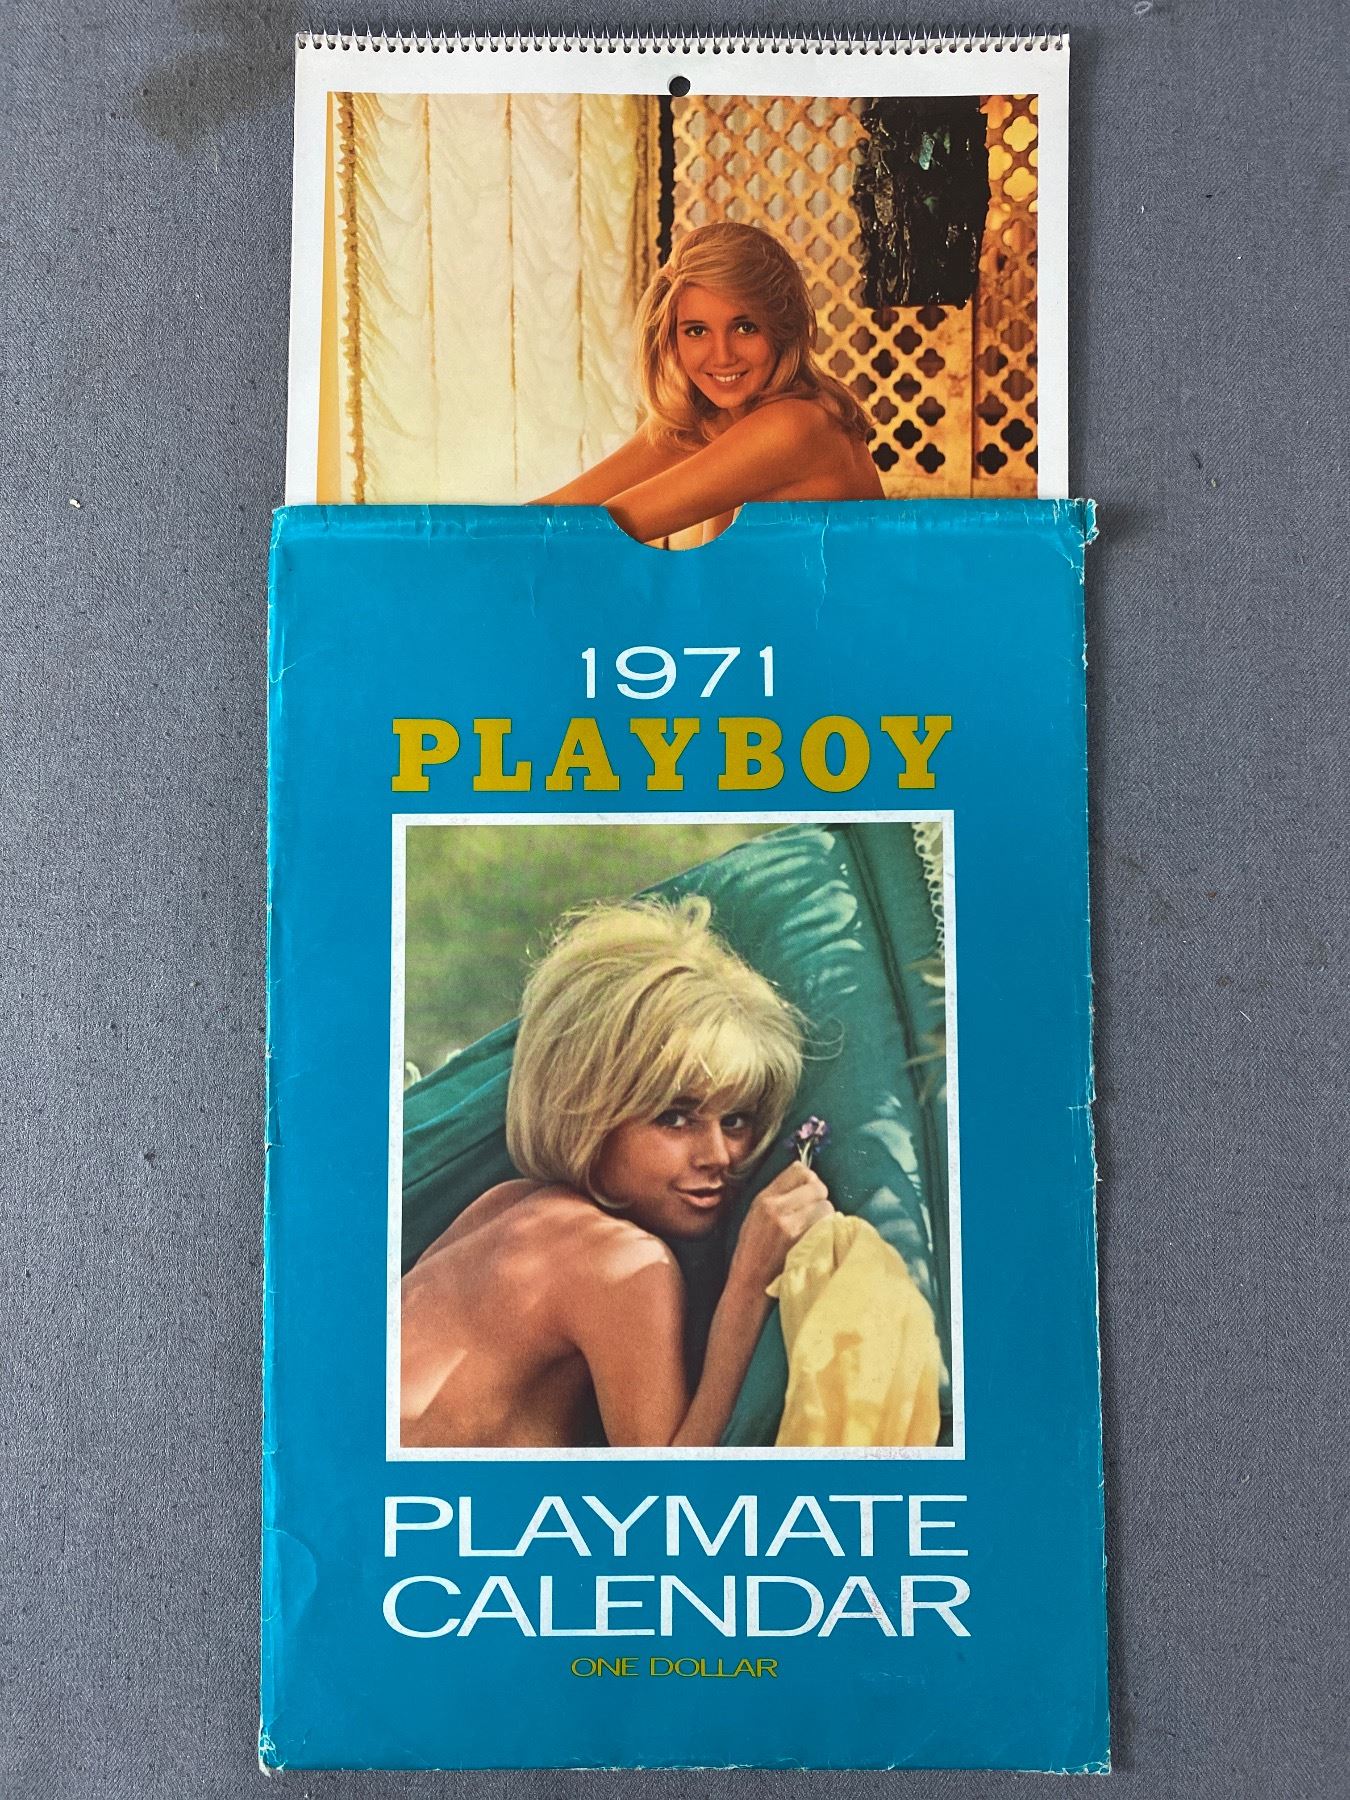 1971
PLAYBOY
PLAYMATE
CALENDAR
ONE DOLLAR